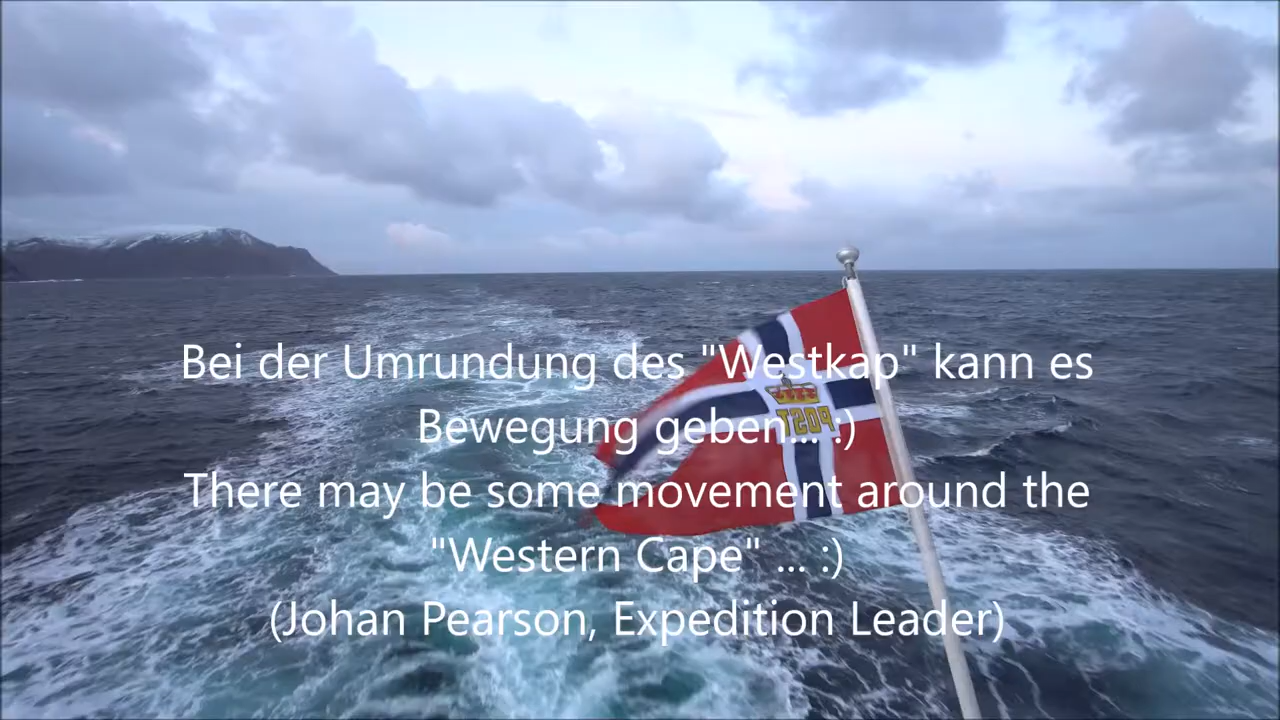 Bei der Umrundung des "Westkap" kann es
Bewegung geben... :)
There may be some movement around the
"Western Cape" ... :)
(Johan Pearson, Expedition Leader)
POST